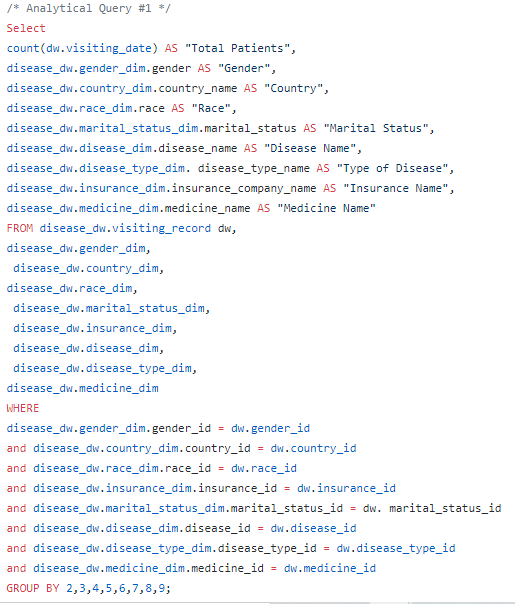 /* Analytical Query #1 */
Select
count(dw.visiting_date) AS "Total Patients",
disease_dw.gender_dim.gender AS "Gender",
disease_dw.country_dim.country_name AS "Country",
disease_dw.race_dim.race AS "Race",
disease_dw.marital_status_dim.marital_status AS "Marital Status",
disease_dw.disease_dim.disease_name AS "Disease Name",
disease_dw.disease_type_dim. disease_type_name AS "Type of Disease",
disease_dw.insurance_dim.insurance_company_name AS "Insurance Name",
disease_dw.medicine_dim.medicine_name AS "Medicine Name"
FROM disease_dw.visiting_record dw,
disease_dw.gender_dim,
disease_dw.country_dim,
disease_dw.race_dim,
disease_dw.marital_status_dim,
disease_dw.insurance_dim,
disease_dw.disease_dim,
disease_dw.disease_type_dim,
disease_dw.medicine_dim
WHERE
disease_dw.gender_dim.gender_id = dw.gender_id
and disease_dw.country_dim.country_id = dw.country_id
and disease_dw.race_dim.race_id = dw.race_id
and disease_dw.insurance_dim.insurance_id = dw.insurance_id
and disease_dw.marital_status_dim.marital_status_id = dw. marital_status_id
and disease_dw.disease_dim.disease_id = dw.disease_id
and disease_dw.disease_type_dim.disease_type_id = dw.disease_type_id
and disease_dw.medicine_dim.medicine_id = dw.medicine_id
GROUP BY 2,3,4,5,6,7,8,9;